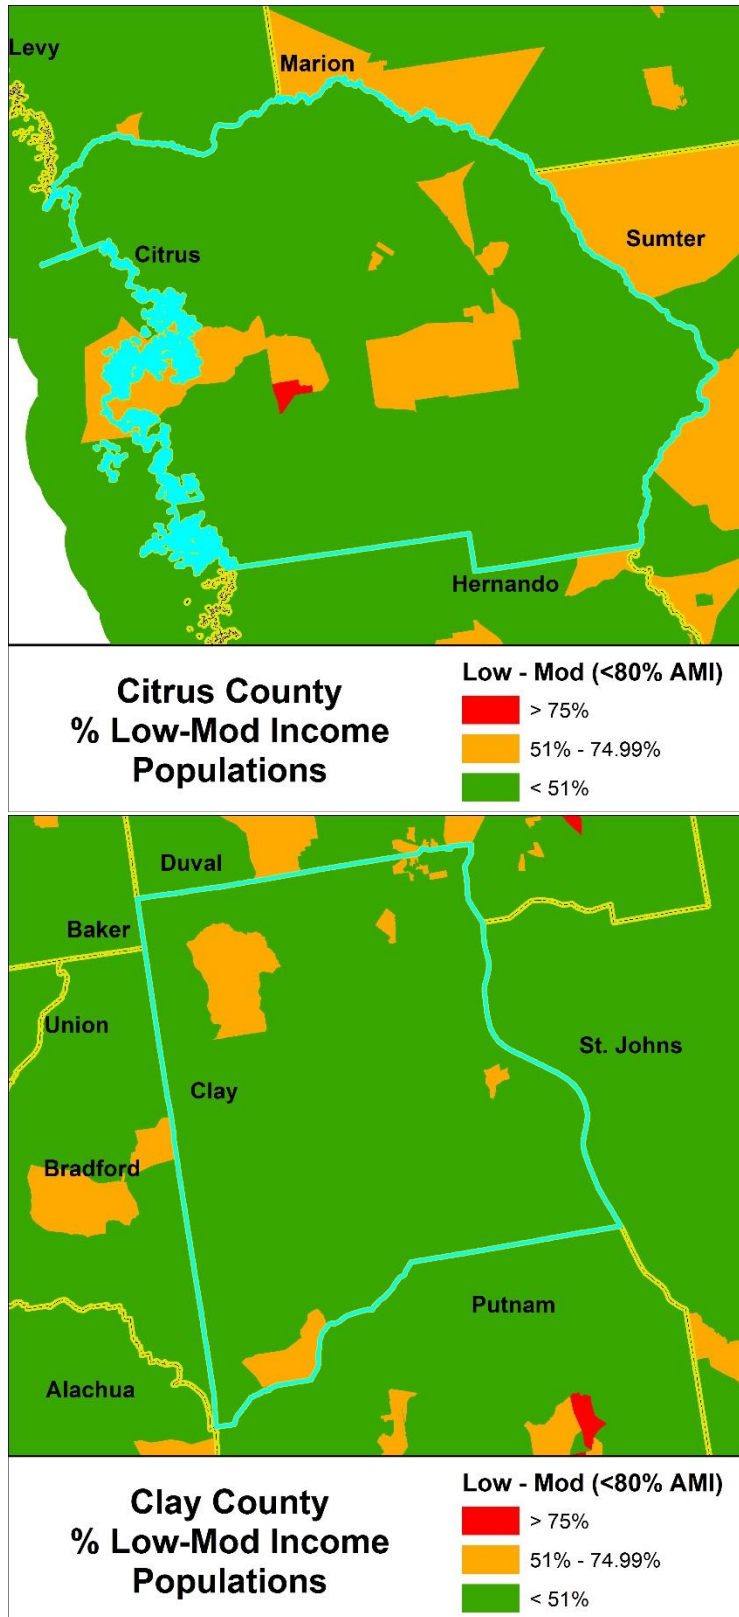 Levy
Marion
Sumter
Citrus
Hernando
Citrus County
% Low-Mod Income
Populations
Low - Mod (<80% AMI)
> 75%
51% - 74.99%
< 51%
Duval
Baker
Union
St. Johns
Clay
Bradford
Putnam
Alachua
Clay County
% Low-Mod Income
Populations
Low - Mod (<80% AMI)
> 75%
51% - 74.99%
< 51%